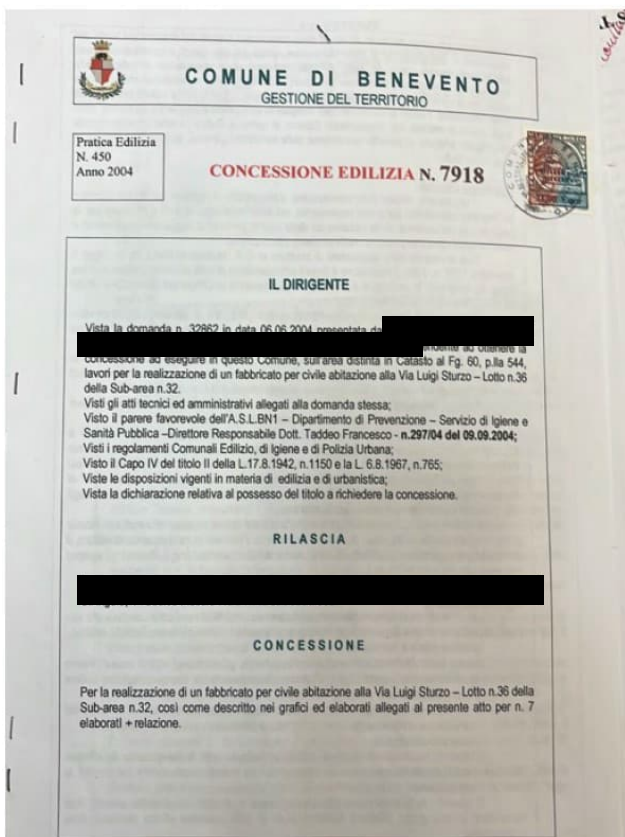 COMUNE DI BENEVENTO
GESTIONE DEL TERRITORIO
Pratica Edilizia
N. 450
Anno 2004
CONCESSIONE EDILIZIA N. 7918
IL DIRIGENTE
Vista la domanda n. 32862 in data 06.06.2004 presentata da
ad ottenere la
concessione ad eseguire in questo Comune, sull'area distinta in Catasto al Fg. 60, p.lla 544,
lavori per la realizzazione di un fabbricato per civile abitazione alla Via Luigi Sturzo – Lotto n.36
della Sub-area n.32.
Visti gli atti tecnici ed amministrativi allegati alla domanda stessa;
Visto il parere favorevole dell'A.S.L.BN1 – Dipartimento di Prevenzione – Servizio di Igiene e
Sanità Pubblica –Direttore Responsabile Dott. Taddeo Francesco - n.297/04 del 09.09.2004;
Visti i regolamenti Comunali Edilizio, di Igiene e di Polizia Urbana;
Visto il Capo IV del titolo II della L.17.8.1942, n.1150 e la L. 6.8.1967, n.765;
Viste le disposizioni vigenti in materia di edilizia e di urbanistica;
Vista la dichiarazione relativa al possesso del titolo a richiedere la concessione.
RILASCIA
CONCESSIONE
Per la realizzazione di un fabbricato per civile abitazione alla Via Luigi Sturzo – Lotto n.36 della
Sub-area n.32, così come descritto nei grafici ed elaborati allegati al presente atto per n. 7
elaborati + relazione.